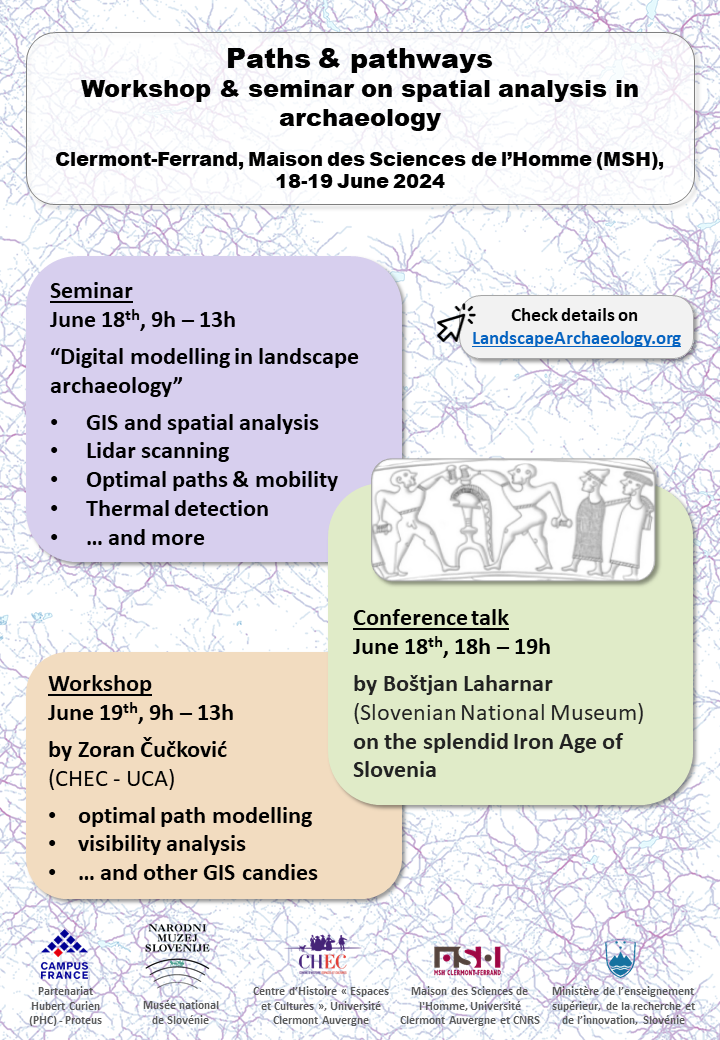 Paths & pathways
Workshop & seminar on spatial analysis in
archaeology
Clermont-Ferrand, Maison des Sciences de l’Homme (MSH),
18-19 June 2024
Seminar
June 18th, 9h – 13h
“Digital modelling in landscape
archaeology”
• GIS and spatial analysis
• Lidar scanning
• Optimal paths & mobility
• Thermal detection
• … and more
Check details on
LandscapeArchaeology.org
Conference talk
June 18th, 18h – 19h
by Boštjan Laharnar
(Slovenian National Museum)
on the splendid Iron Age of
Slovenia
Workshop
June 19th, 9h – 13h
by Zoran Čučković
(CHEC - UCA)
• optimal path modelling
• visibility analysis
• … and other GIS candies
CAMPUS
FRANCE
Partenariat
Hubert Curien
(PHC) - Proteus
NARODNI
MUZEJ
SLOVENIJE
Musée national
de Slovénie
CHEC
Centre d’Histoire « Espaces
et Cultures », Université
Clermont Auvergne
MSH
MSH CLERMONT-FERRAND
Maison des Sciences de
l'Homme, Université
Clermont Auvergne et CNRS
Ministère de l’enseignement
supérieur, de la recherche et
de l’innovation, Slovénie